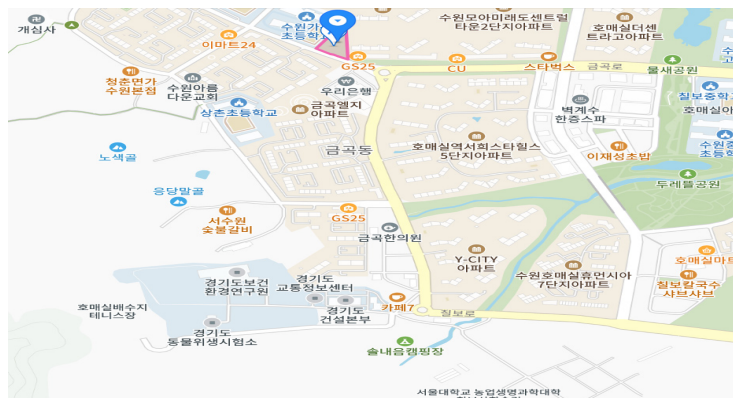 개심사
수원가
초등학
수원모아미래도센트럴
타운2단지아파트
호매실더센
트라고아파트
이마트24
GS25
CU
스타벅스
금곡로
물새공원
청춘연가
수원본점
수원아름
다운교회
우리은행
칠보중학
상촌초등학교
금곡엘지
아파트
벽계수
한증스파
호매실아
노색골
금곡동
호매실역서희스타힐스
5단지아파트
이재성초밥
수원중
초등학
응당말골
두레뜰공원
서수원
숯불갈비
GS25
금곡한의원
Y-CITY
아파트
호매실마트
수원호매실휴먼시아
7단지아파트
칠보칼국수
샤브샤브
경기도보건
환경연구원
경기도
교통정보센터
호매실배수지
테니스장
경기도
건설본부
카페7
칠보로
경기도
동물위생시험소
솔내음캠핑장
서울대학교 농업생명과학대학